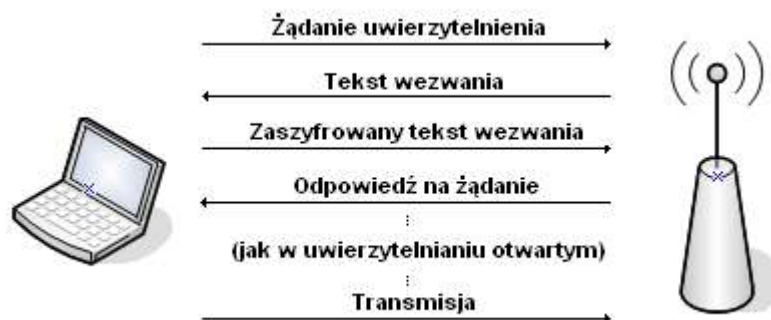 Żądanie uwierzytelnienia
Tekst wezwania
Zaszyfrowany tekst wezwania
Odpowiedź na żądanie
(jak w uwierzytelnianiu otwartym)
Transmisja